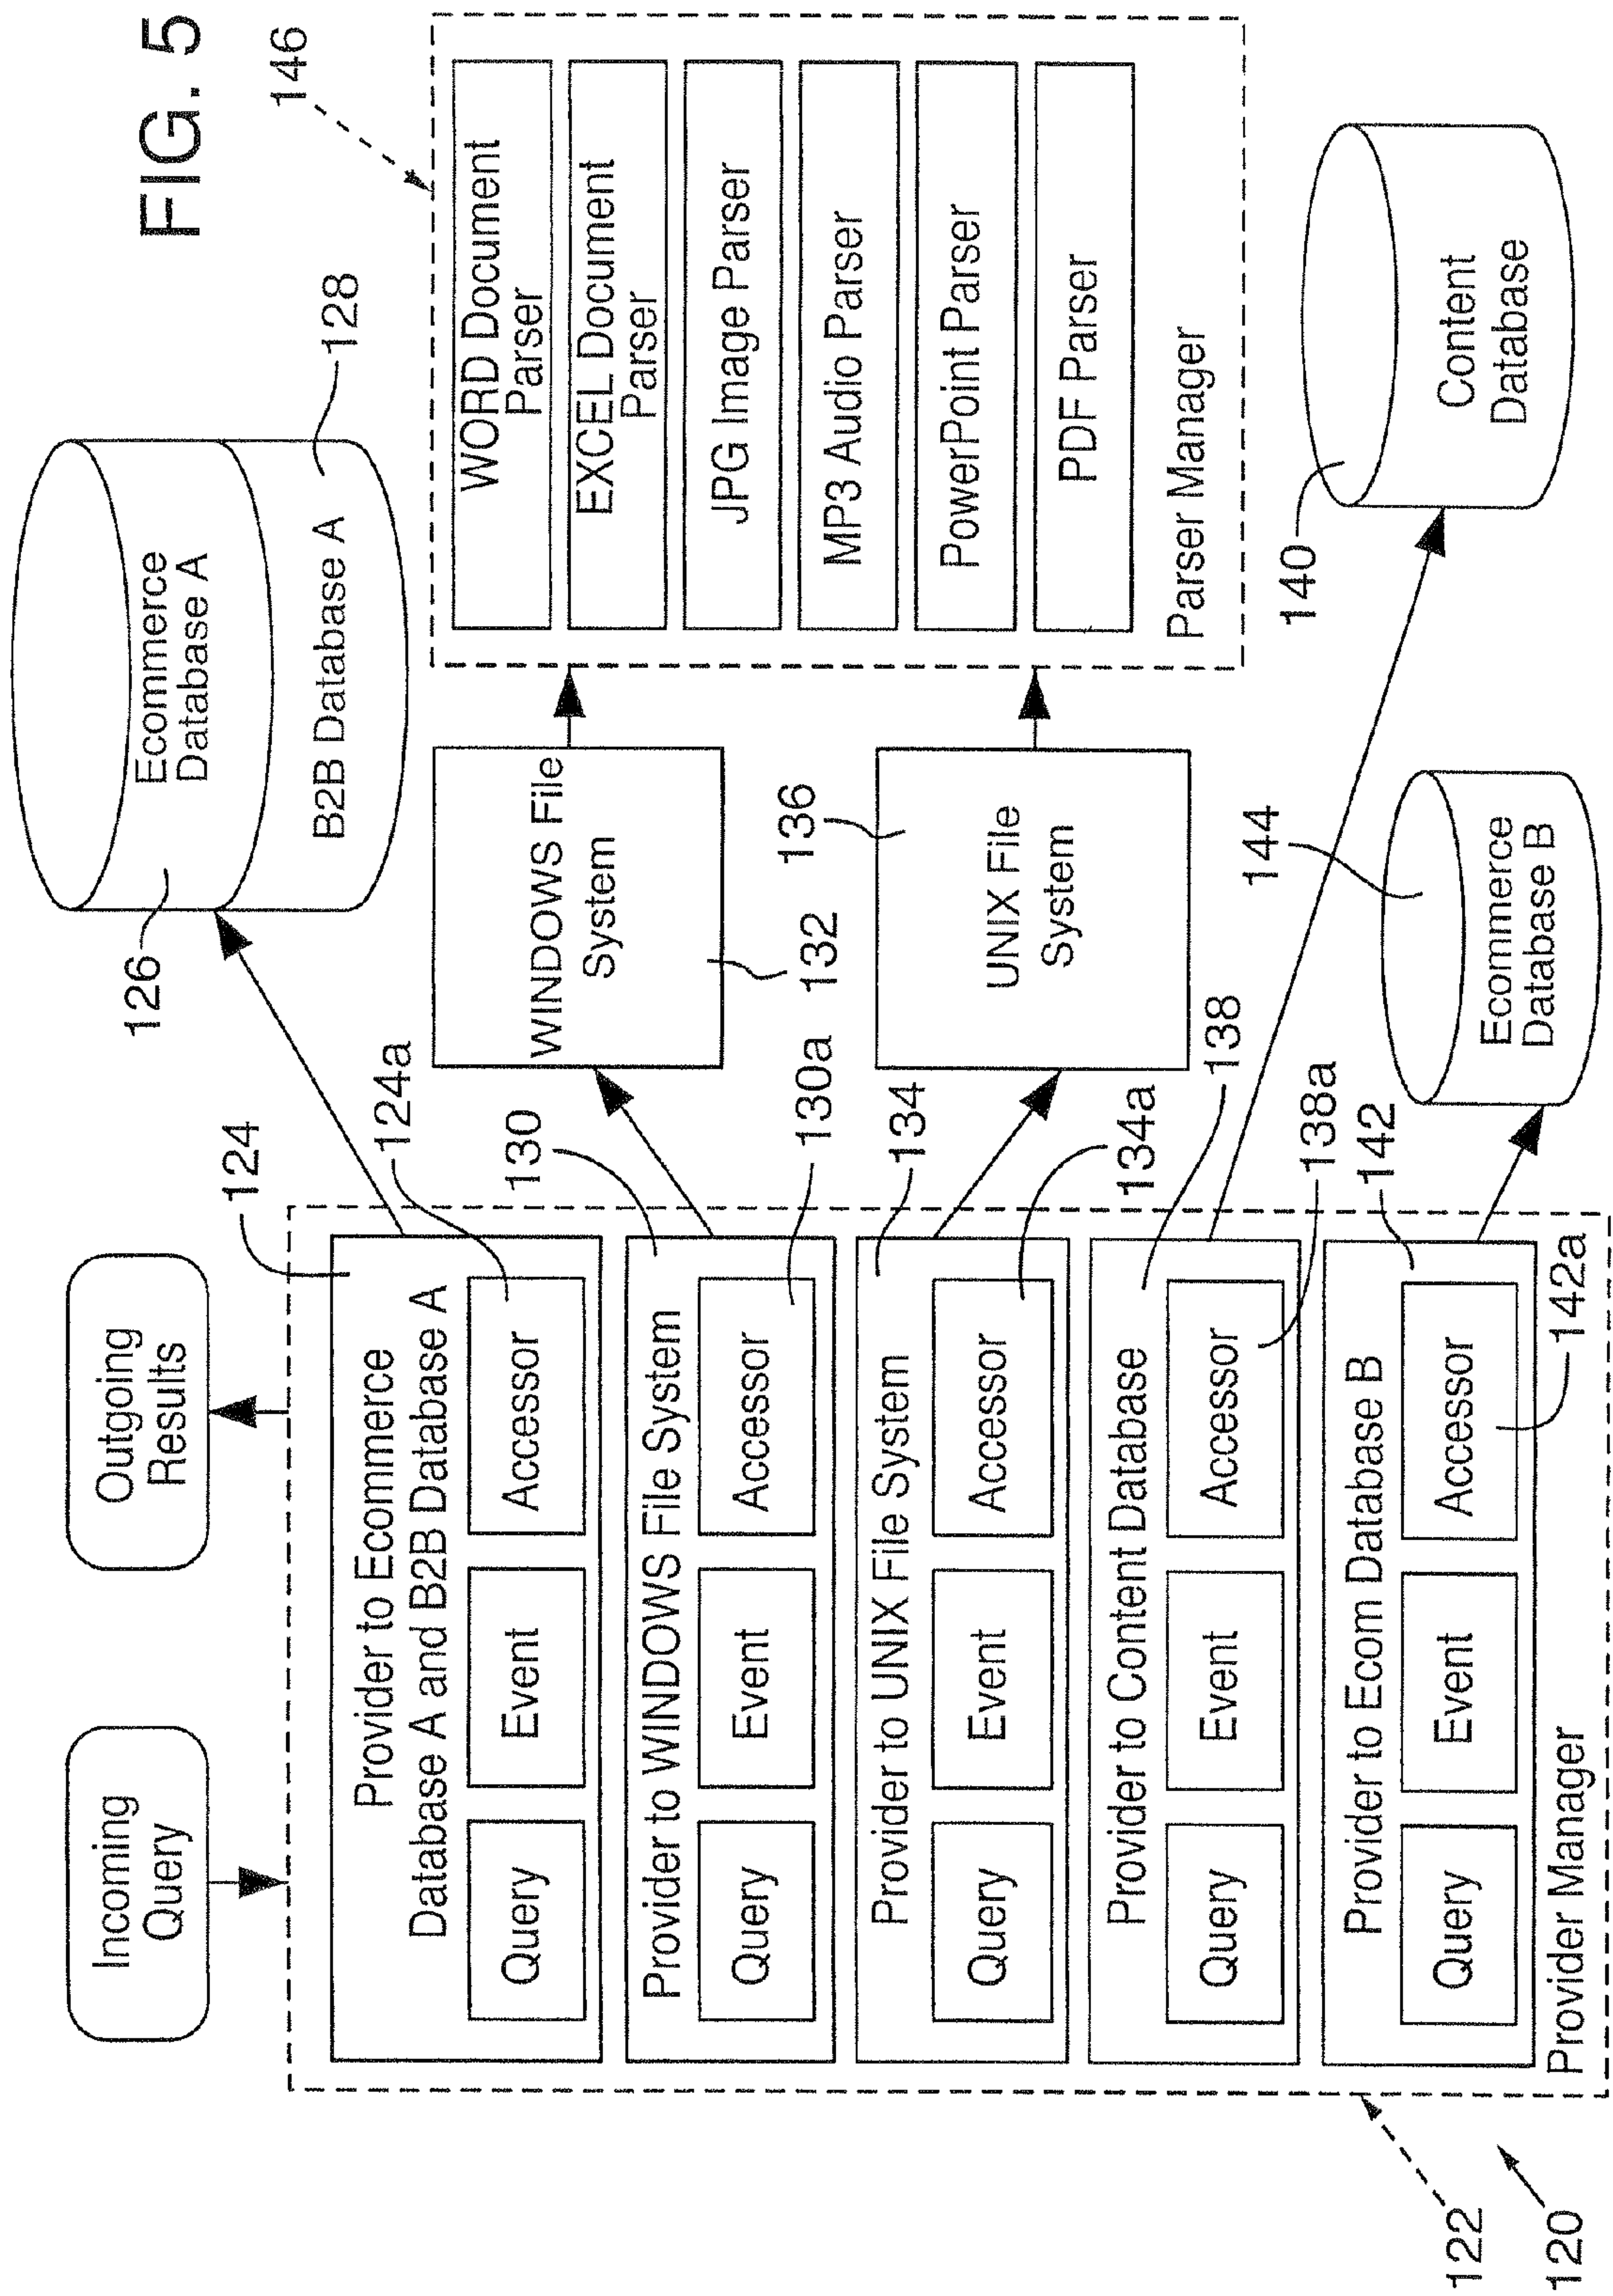 FIG. 5
Incoming
Query
Outgoing
Results
124
126
Ecommerce
Database A
B2B Database A
128
146
Provider to Ecommerce
Database A and B2B Database A
Query
Event
Accessor
124a
130
Provider to WINDOWS File System
Query
Event
Accessor
130a
WINDOWS File
System
132
134
Provider to UNIX File System
Query
Event
Accessor
134a
136
UNIX File
System
138
Provider to Content Database
Query
Event
Accessor
138a
142
Provider to Ecom Database B
Query
Event
Accessor
142a
Provider Manager
122
120
WORD Document
Parser
EXCEL Document
Parser
JPG Image Parser
MP3 Audio Parser
PowerPoint Parser
PDF Parser
Parser Manager
144
Ecommerce
Database B
140
Content
Database